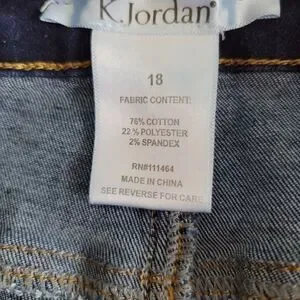 K.Jordan®
18
FABRIC CONTENT:
76% COTTON
22% POLYESTER
2% SPANDEX
RN#111464
MADE IN CHINA
SEE REVERSE FOR CARE